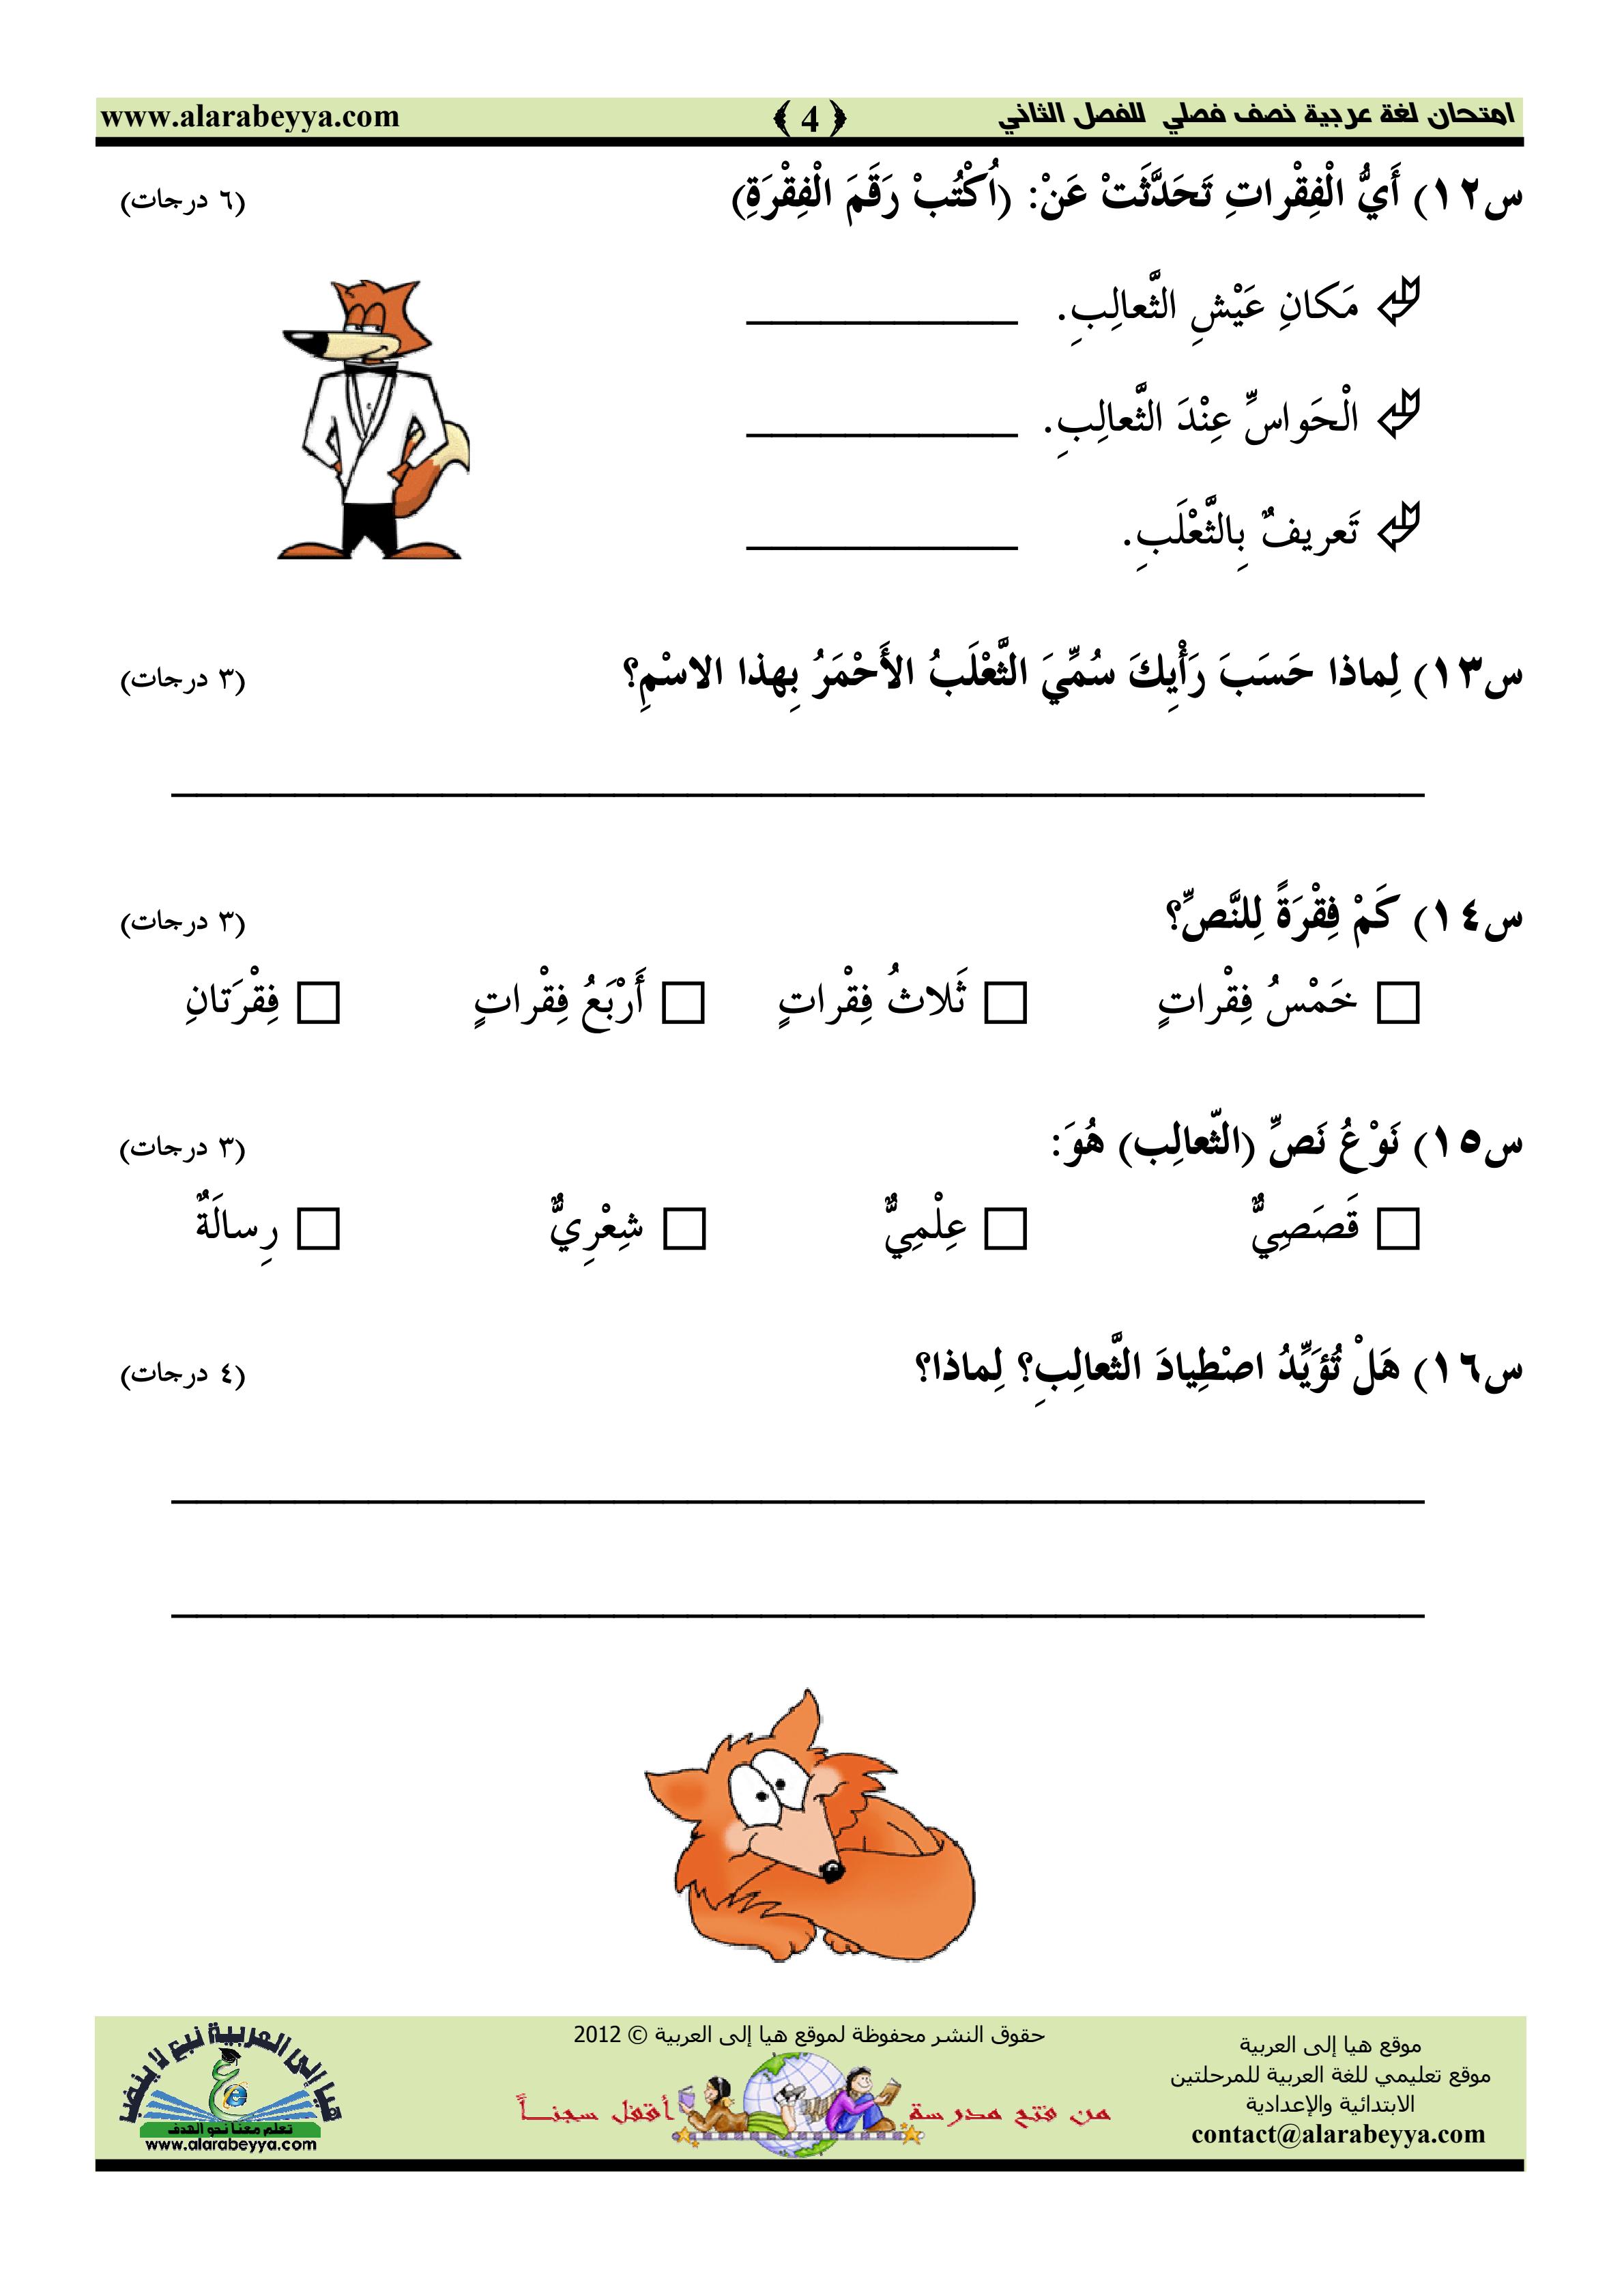 امتحان لغة عربية نصف فصلي للفصل الثاني ﴿ 4 ﴾ www.alarabeyya.com
س١٢) أَيُّ الْفِقْراتِ تَحَدَّثَتْ عَنْ: (اُكْتُبْ رَقَمَ الْفِقْرَةِ) (٦ درجات)
مَكانِ عَيْشِ الثَّعالِبِ. ____________
الْحَواسِّ عِنْدَ الثَّعالِبِ. ____________
تَعريفٌ بِالثَّعْلَبِ. ____________
س١٣) لِماذا حَسَبَ رَأْيِكَ سُمِّيَ الثَّعْلَبُ الأَحْمَرُ بِهذا الاسْمِ؟ (٣ درجات)
س١٤) كَمْ فِقْرَةً لِلنَّصِّ؟ (٣ درجات)
□ خَمْسُ فِقْراتٍ □ ثَلاثُ فِقْراتٍ □ أَرْبَعُ فِقْراتٍ □ فِقْرَتانِ
س١٥) نَوْعُ نَصِّ (الثّعالِب) هُوَ: (٣ درجات)
□ قَصَصِيٌّ □ عِلْمِيٌّ □ شِعْرِيٌّ □ رِسالَةٌ
س١٦) هَلْ تُؤَيِّدُ اصْطِيادَ الثَّعالِبِ؟ لِماذا؟ (٤ درجات)
موقع هيا إلى العربية
موقع تعليمي للغة العربية للمرحلتين
الابتدائية والإعدادية
contact@alarabeyya.com
حقوق النشر محفوظة لموقع هيا إلى العربية © 2012
من فتح مدرسة أقفل سجنـــاً
هيا إلى العربية نبع لا ينضب
ع
تعلم معنا نحو الهدف
www.alarabeyya.com